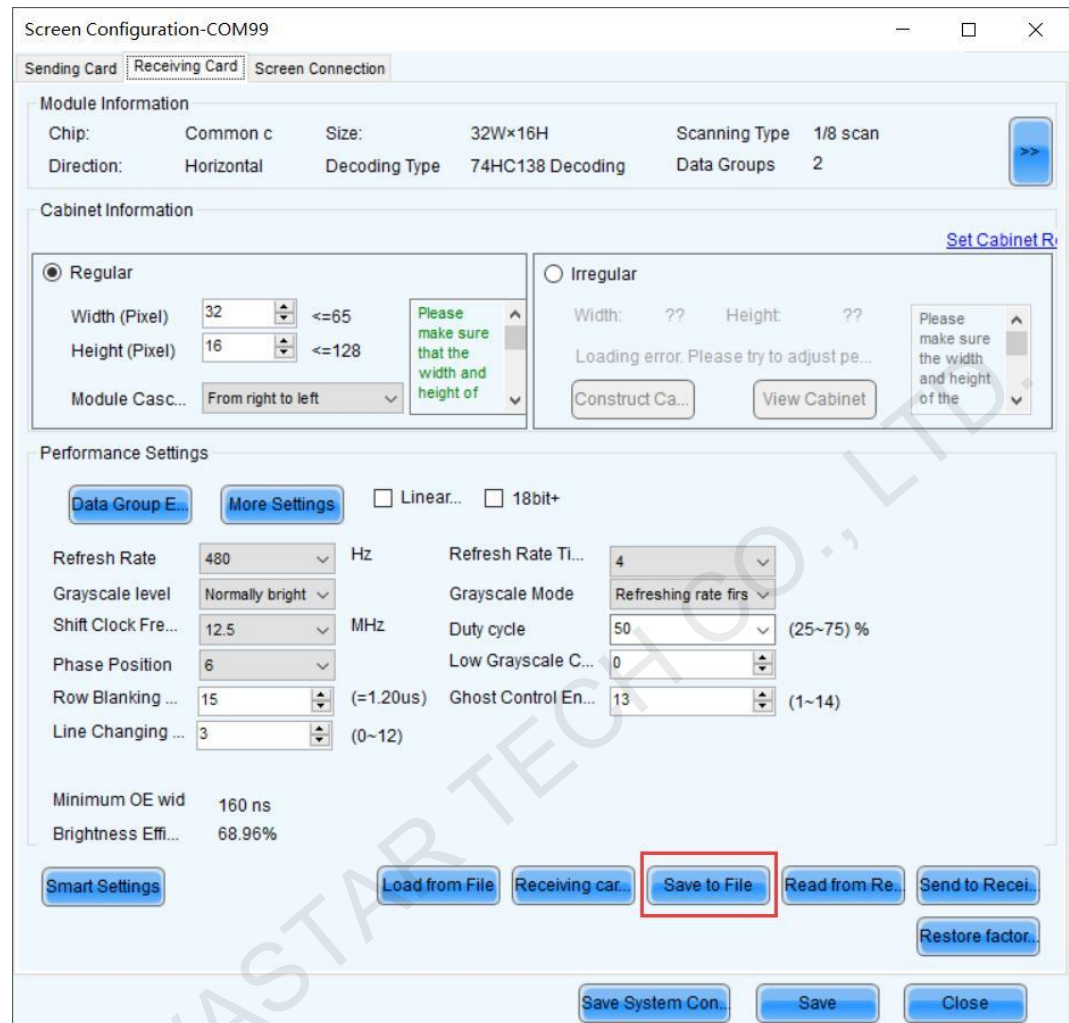 Screen Configuration-COM99
Sending Card Receiving Card Screen Connection
Module Information
Chip: Common c Size: 32W×16H Scanning Type 1/8 scan
>>
Direction: Horizontal Decoding Type 74HC138 Decoding Data Groups 2
Cabinet Information
Set Cabinet R
Regular
Width (Pixel) 32 <=65
Height (Pixel) 16 <=128
Module Casc... From right to left
Please
make sure
that the
width and
height of
Irregular
Width: ?? Height: ??
Loading error. Please try to adjust pe...
Construct Ca... View Cabinet
Please
make sure
the width
and height
of the
Performance Settings
Data Group E... More Settings Linear... 18bit+
Refresh Rate 480 Hz Refresh Rate Ti... 4
Grayscale level Normally bright Grayscale Mode Refreshing rate firs
Shift Clock Fre... 12.5 MHz Duty cycle 50 (25~75) %
Phase Position 6 Low Grayscale C... 0
Row Blanking ... 15 (=1.20us) Ghost Control En... 13 (1~14)
Line Changing ... 3 (0~12)
Minimum OE wid 160 ns
Brightness Effi... 68.96%
Smart Settings Load from File Receiving car... Save to File Read from Re... Send to Recei...
Restore factor...
Save System Con... Save Close
STAR TECH CO., LTD.